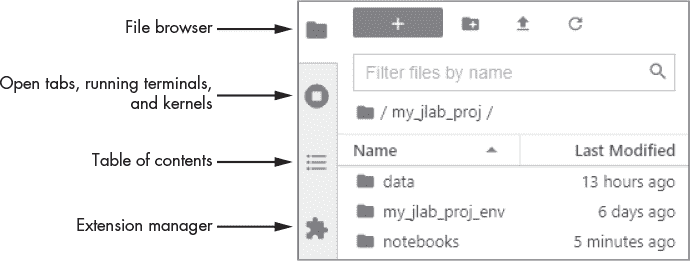 File browser
Open tabs, running terminals,
and kernels
Table of contents
Extension manager
+
Filter files by name
/ my_jlab_proj /
Name Last Modified
data 13 hours ago
my_jlab_proj_env 6 days ago
notebooks 5 minutes ago